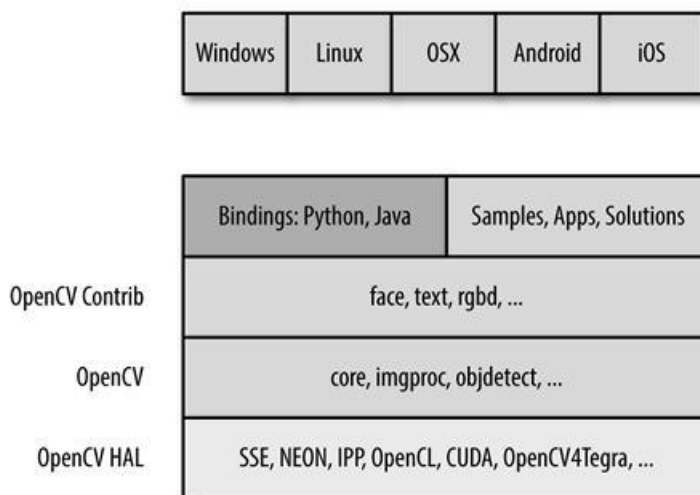 Windows Linux OSX Android iOS
Bindings: Python, Java Samples, Apps, Solutions
OpenCV Contrib face, text, rgbd, ...
OpenCV core, imgproc, objdetect, ...
OpenCV HAL SSE, NEON, IPP, OpenCL, CUDA, OpenCV4Tegra, ...